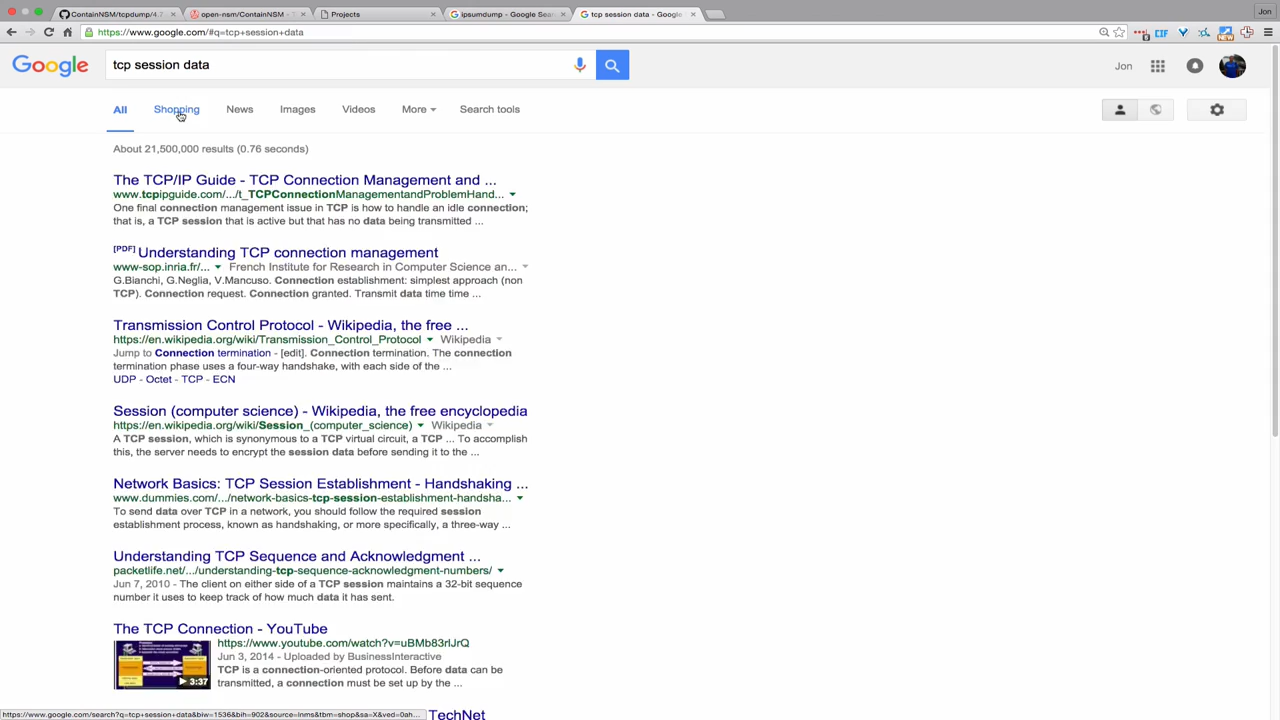 ContainNSM/tcpdump/4.7
open-nsm/ContainNSM - T
Projects
ipsumdump - Google Sea
tcp session data - Google
Jon
https://www.google.com/#q=tcp+session+data
CIF
NEW
Google
tcp session data
Jon
All
Shopping
News
Images
Videos
More
Search tools
About 21,500,000 results (0.76 seconds)
The TCP/IP Guide - TCP Connection Management and ...
www.tcpipguide.com/.../t_TCPConnectionManagementandProblemHand...
One final connection management issue in TCP is how to handle an idle connection;
that is, a TCP session that is active but that has no data being transmitted ...
[PDF] Understanding TCP connection management
www-sop.inria.fr/... French Institute for Research in Computer Science an...
G.Bianchi, G.Neglia, V.Mancuso. Connection establishment: simplest approach (non
TCP). Connection request. Connection granted. Transmit data time time ...
Transmission Control Protocol - Wikipedia, the free ...
https://en.wikipedia.org/wiki/Transmission_Control_Protocol Wikipedia
Jump to Connection termination - [edit]. Connection termination. The connection
termination phase uses a four-way handshake, with each side of the ...
UDP - Octet - TCP - ECN
Session (computer science) - Wikipedia, the free encyclopedia
https://en.wikipedia.org/wiki/Session_(computer_science) Wikipedia
A TCP session, which is synonymous to a TCP virtual circuit, a TCP ... To accomplish
this, the server needs to encrypt the session data before sending it to the ...
Network Basics: TCP Session Establishment - Handshaking ...
www.dummies.com/.../network-basics-tcp-session-establishment-handsha...
To send data over TCP in a network, you should follow the required session
establishment process, known as handshaking, or more specifically, a three-way ...
Understanding TCP Sequence and Acknowledgment ...
packetlife.net/.../understanding-tcp-sequence-acknowledgment-numbers/
Jun 7, 2010 - The client on either side of a TCP session maintains a 32-bit sequence
number it uses to keep track of how much data it has sent.
The TCP Connection - YouTube
https://www.youtube.com/watch?v=uBMb83rlJrQ
Jun 3, 2014 - Uploaded by BusinessInteractive
TCP is a connection-oriented protocol. Before data can be
transmitted, a connection must be set up by the ...
3:37
https://www.google.com/search?q=tcp+session+data&biw=1536&bih=902&source=lnms&tbm=shop&sa=X&ved=0ah...
TechNet